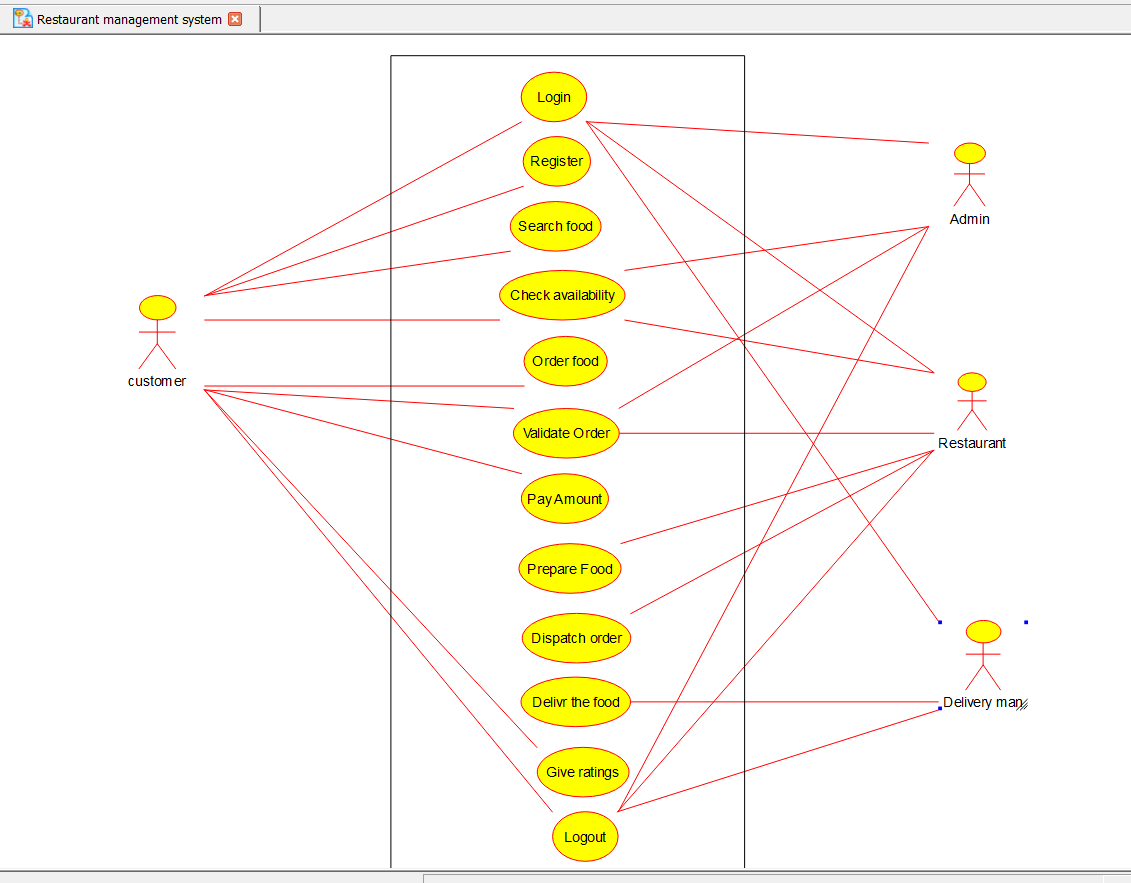 Restaurant management system
Login
Register
Search food
Check availability
Order food
Validate Order
Pay Amount
Prepare Food
Dispatch order
Delivr the food
Give ratings
Logout
customer
Admin
Restaurant
Delivery man